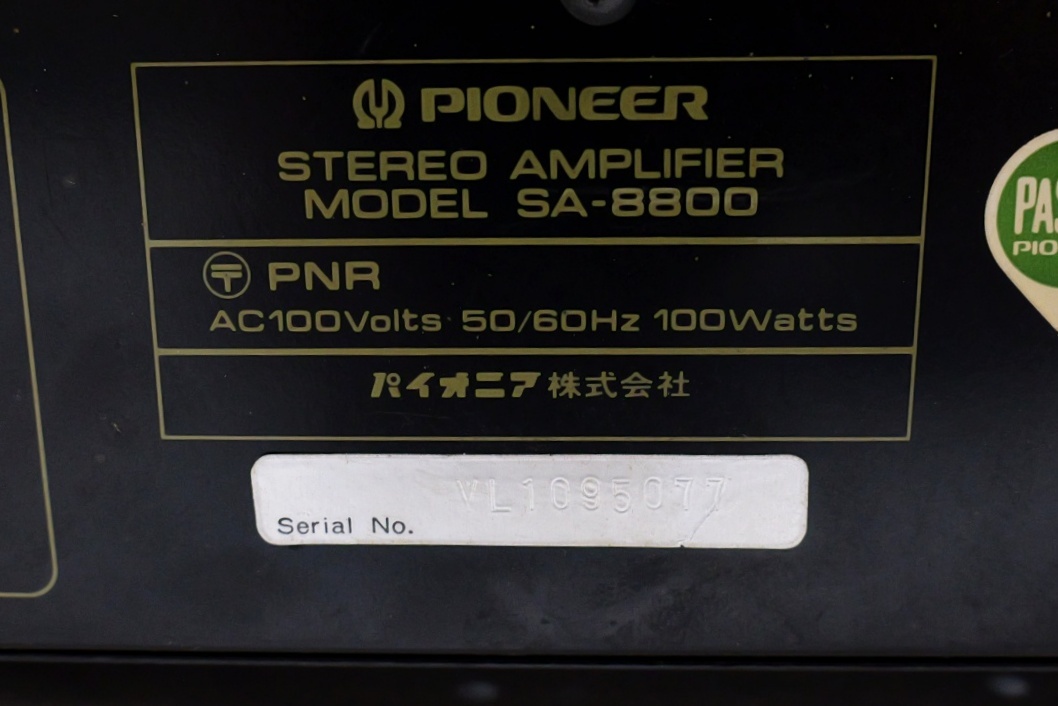 PIONEER
STEREO AMPLIFIER
MODEL SA-8800
〒 PNR
AC100Volts 50/60Hz 100Watts
パイオニア株式会社
YL1095077
Serial No.